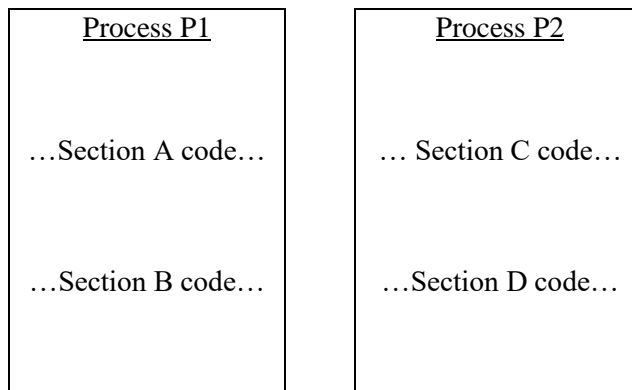 Process P1
…Section A code…
…Section B code…
Process P2
… Section C code…
…Section D code…